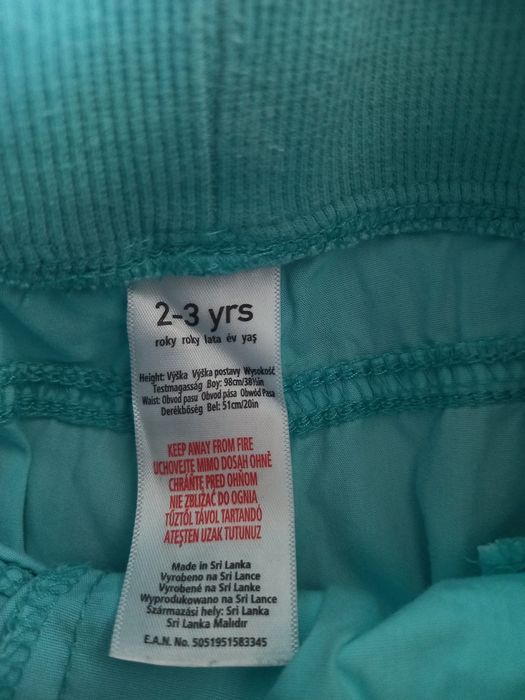 2-3 yrs
roky roky lata év yaş
Height: Výška Výška postavy Wysokość
Testmagasság Boy: 98cm/38½in
Waist: Obvod pasu Obvod pása Obwód Pasa
Derékbőség Bel: 51cm/20in
KEEP AWAY FROM FIRE
UCHOVEJTE MIMO DOSAH OHNĚ
CHRÁŇTE PRED OHŇOM
NIE ZBLIŻAĆ DO OGNIA
TŰZTŐL TÁVOL TARTANDÓ
ATEŞTEN UZAK TUTUNUZ
Made in Sri Lanka
Vyrobeno na Sri Lance
Vyrobené na Sri Lanke
Wyprodukowano na Sri Lance
Származási hely: Sri Lanka
Sri Lanka Malıdır
E.A.N. No. 5051951583345